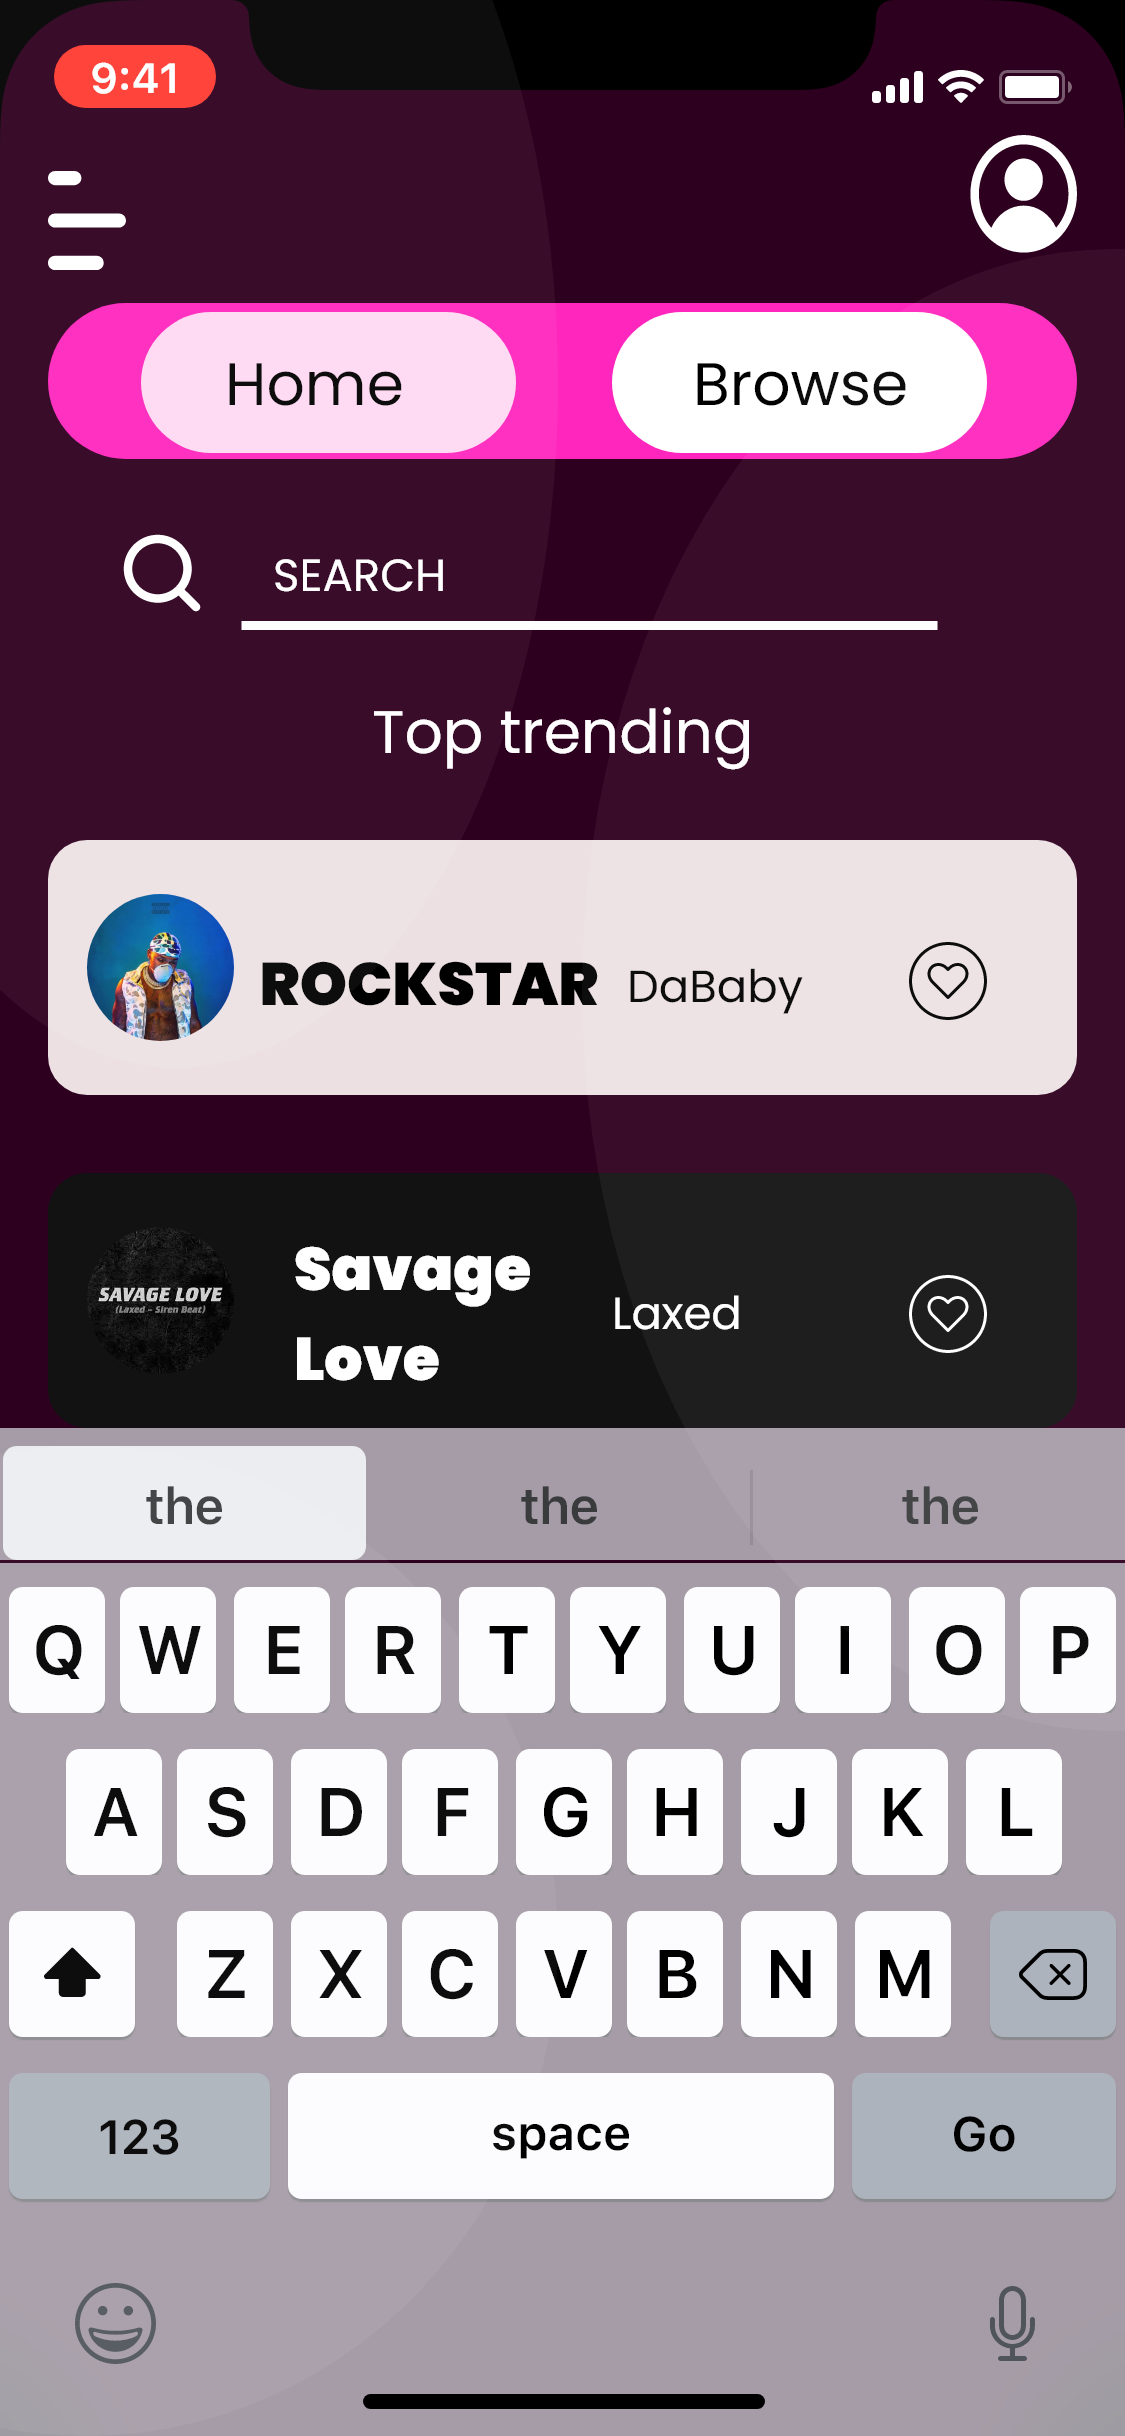 9:41
Home Browse
SEARCH
Top trending
ROCKSTAR DaBaby
SAVAGE LOVE
(Laxed - Siren Beat)
Savage
Love
Laxed
the the the
Q W E R T Y U I O P
A S D F G H J K L
Z X C V B N M
123 space Go